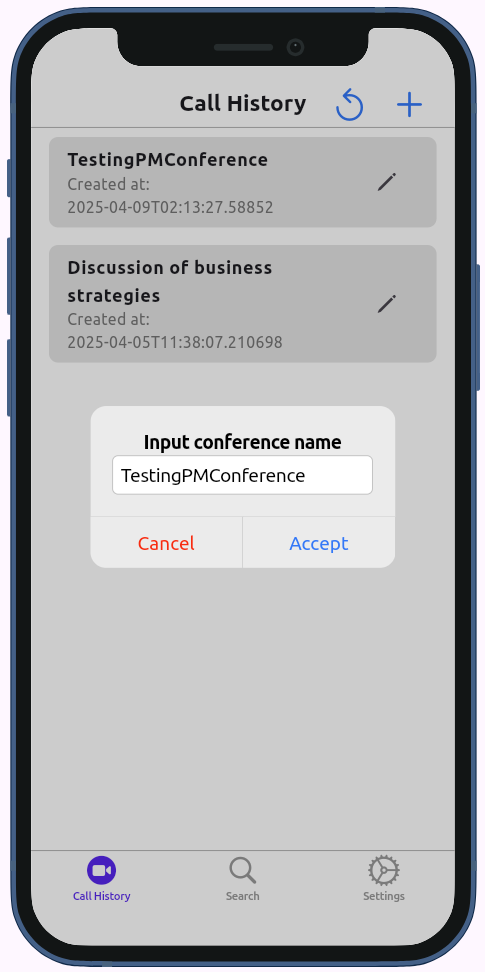 Call History
TestingPMConference
Created at:
2025-04-09T02:13:27.58852
Discussion of business
strategies
Created at:
2025-04-05T11:38:07.210698
Input conference name
TestingPMConference
Cancel
Accept
Call History
Search
Settings